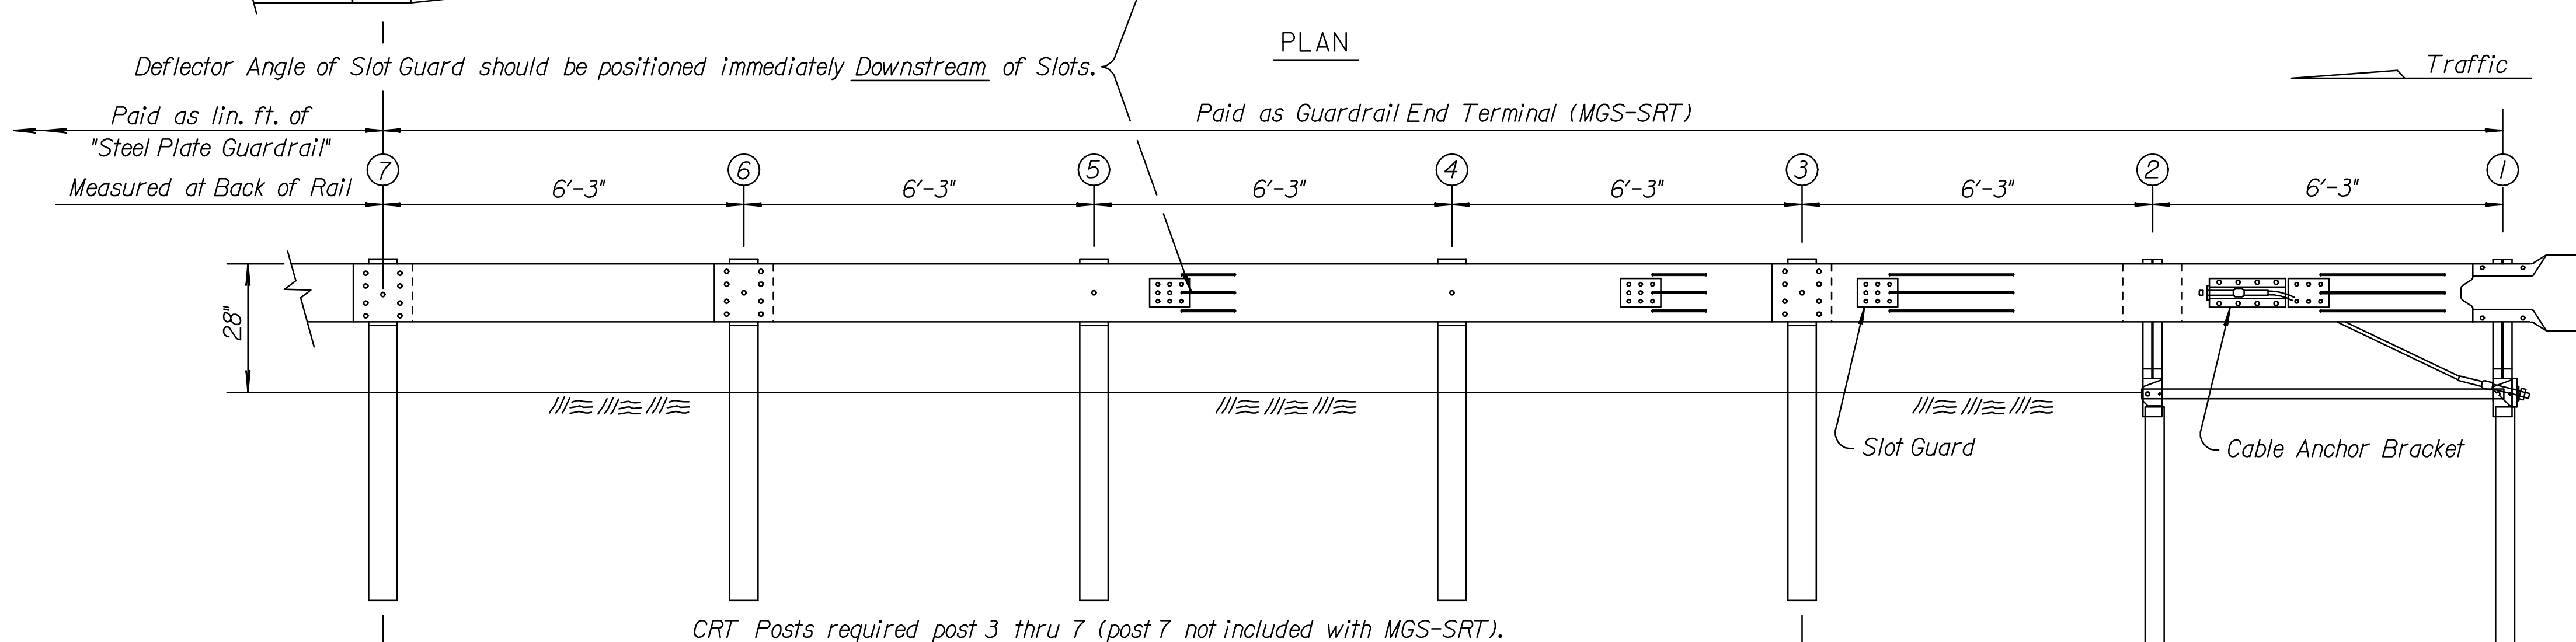 PLAN
Deflector Angle of Slot Guard should be positioned immediately Downstream of Slots.
Traffic
Paid as lin. ft. of
"Steel Plate Guardrail"
Paid as Guardrail End Terminal (MGS-SRT)
Measured at Back of Rail
7
6
5
4
3
2
1
6'-3"
6'-3"
6'-3"
6'-3"
6'-3"
6'-3"
28"
Slot Guard
Cable Anchor Bracket
CRT Posts required post 3 thru 7 (post 7 not included with MGS-SRT).